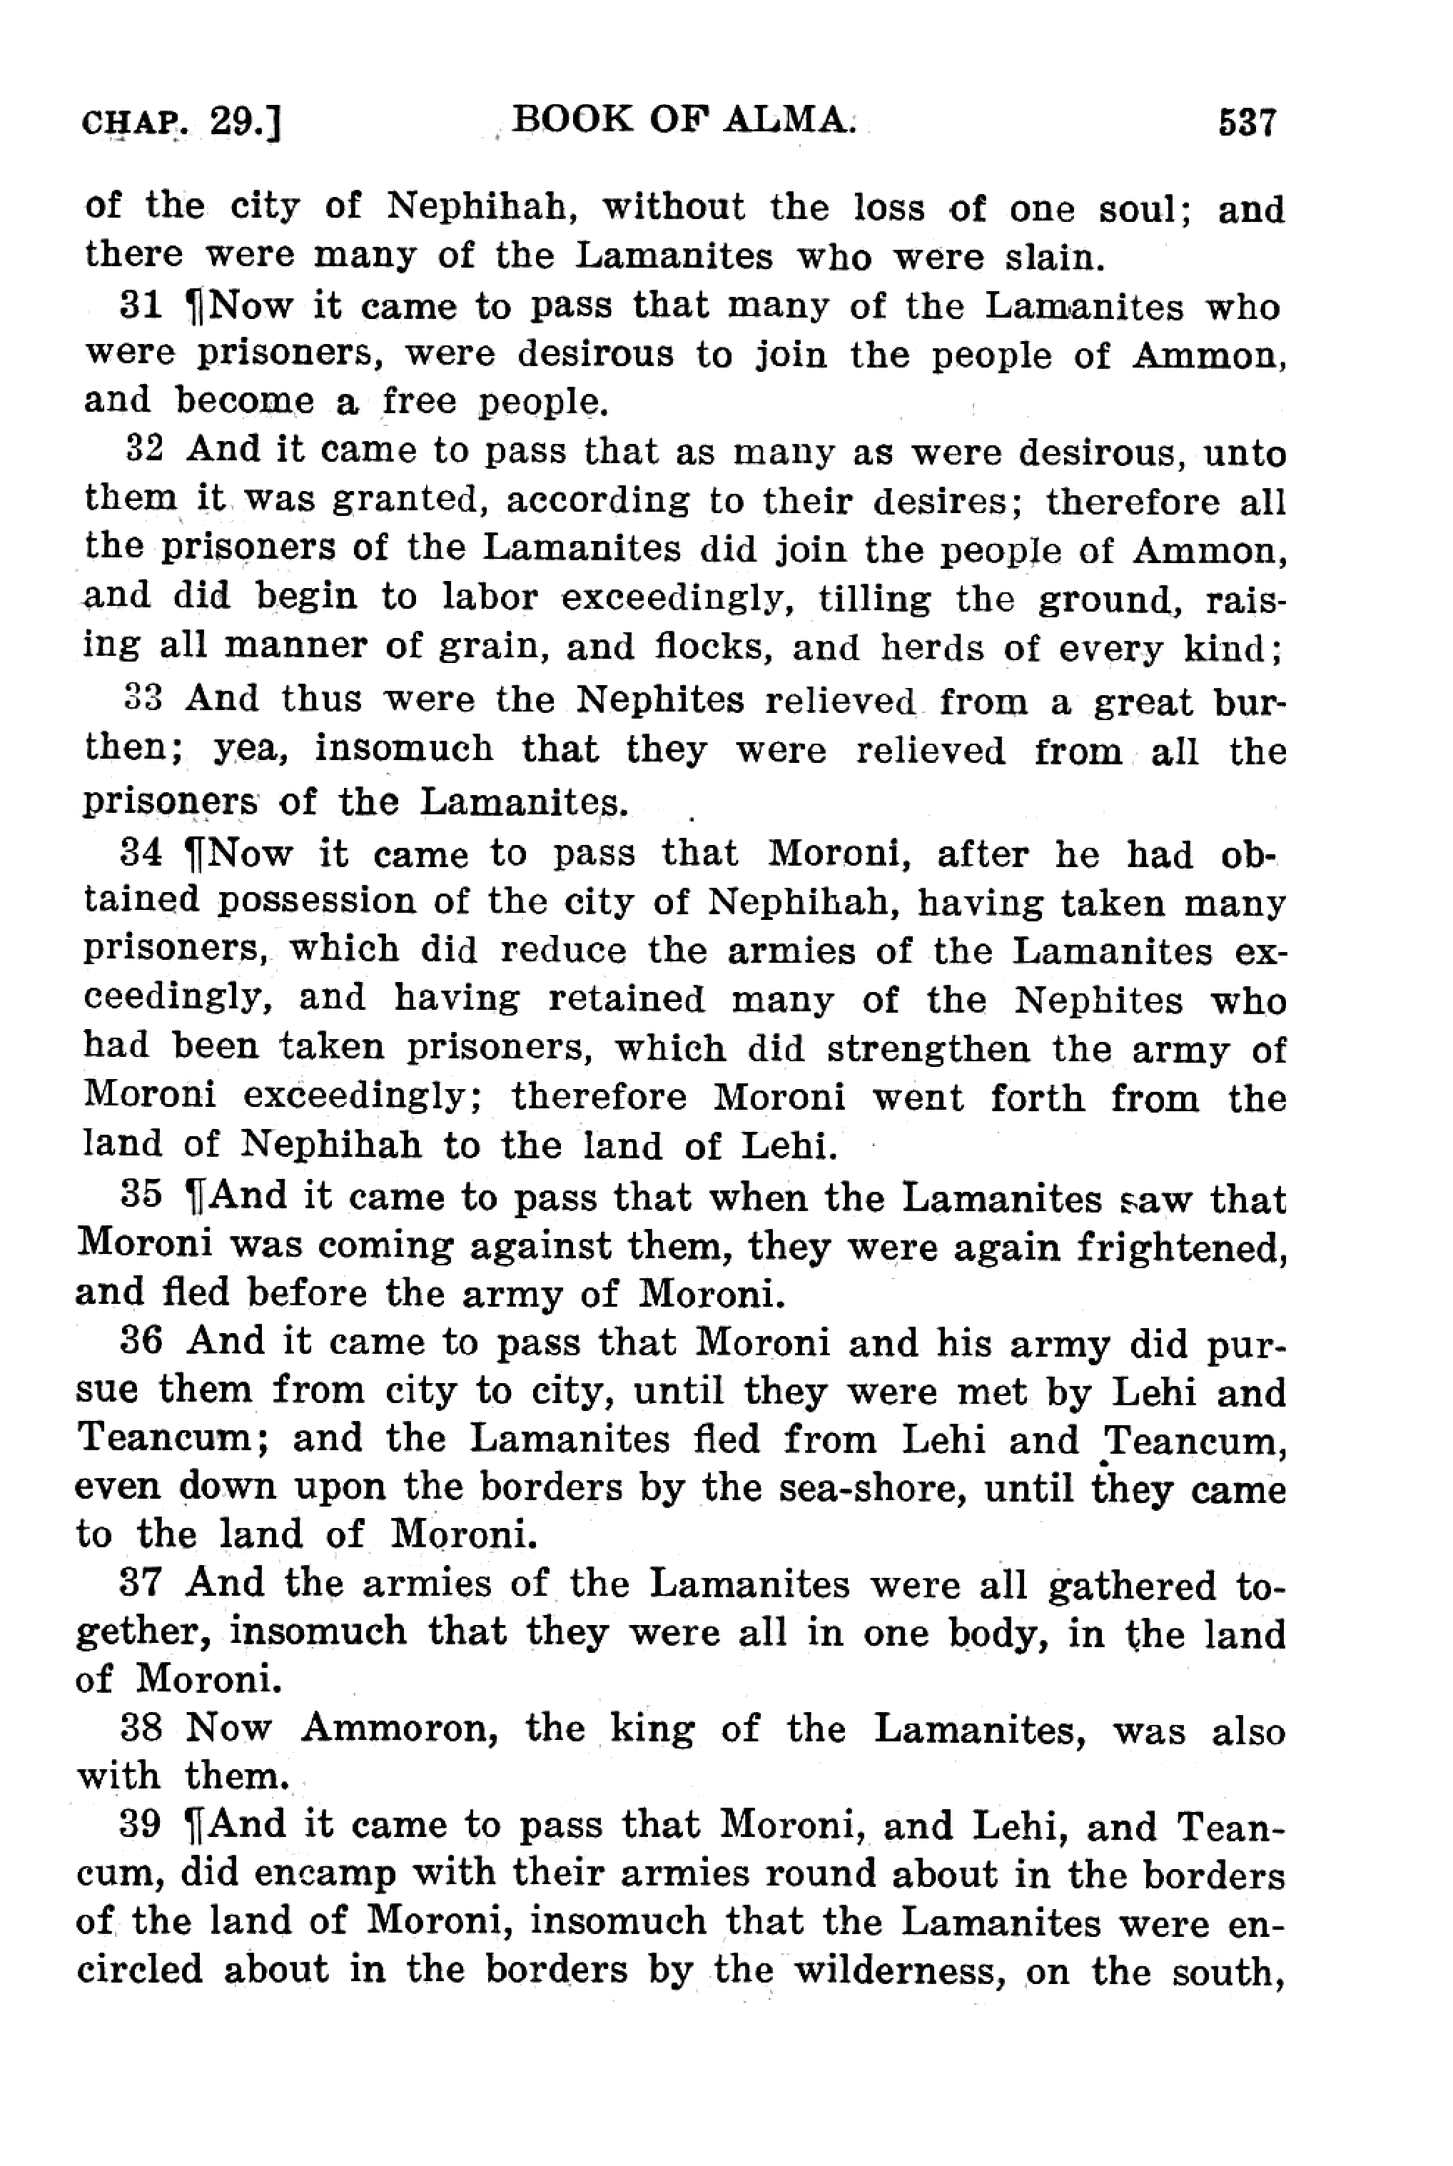 CHAP. 29.] BOOK OF ALMA. 537
of the city of Nephihah, without the loss of one soul; and
there were many of the Lamanites who were slain.
31 ¶Now it came to pass that many of the Lamanites who
were prisoners, were desirous to join the people of Ammon,
and become a free people.
32 And it came to pass that as many as were desirous, unto
them it was granted, according to their desires; therefore all
the prisoners of the Lamanites did join the people of Ammon,
and did begin to labor exceedingly, tilling the ground, rais-
ing all manner of grain, and flocks, and herds of every kind;
33 And thus were the Nephites relieved from a great bur-
then; yea, insomuch that they were relieved from all the
prisoners of the Lamanites.
34 ¶Now it came to pass that Moroni, after he had ob-
tained possession of the city of Nephihah, having taken many
prisoners, which did reduce the armies of the Lamanites ex-
ceedingly, and having retained many of the Nephites who
had been taken prisoners, which did strengthen the army of
Moroni exceedingly; therefore Moroni went forth from the
land of Nephihah to the land of Lehi.
35 ¶And it came to pass that when the Lamanites saw that
Moroni was coming against them, they were again frightened,
and fled before the army of Moroni.
36 And it came to pass that Moroni and his army did pur-
sue them from city to city, until they were met by Lehi and
Teancum; and the Lamanites fled from Lehi and Teancum,
even down upon the borders by the sea-shore, until they came
to the land of Moroni.
37 And the armies of the Lamanites were all gathered to-
gether, insomuch that they were all in one body, in the land
of Moroni.
38 Now Ammoron, the king of the Lamanites, was also
with them.
39 ¶And it came to pass that Moroni, and Lehi, and Tean-
cum, did encamp with their armies round about in the borders
of the land of Moroni, insomuch that the Lamanites were en-
circled about in the borders by the wilderness, on the south,